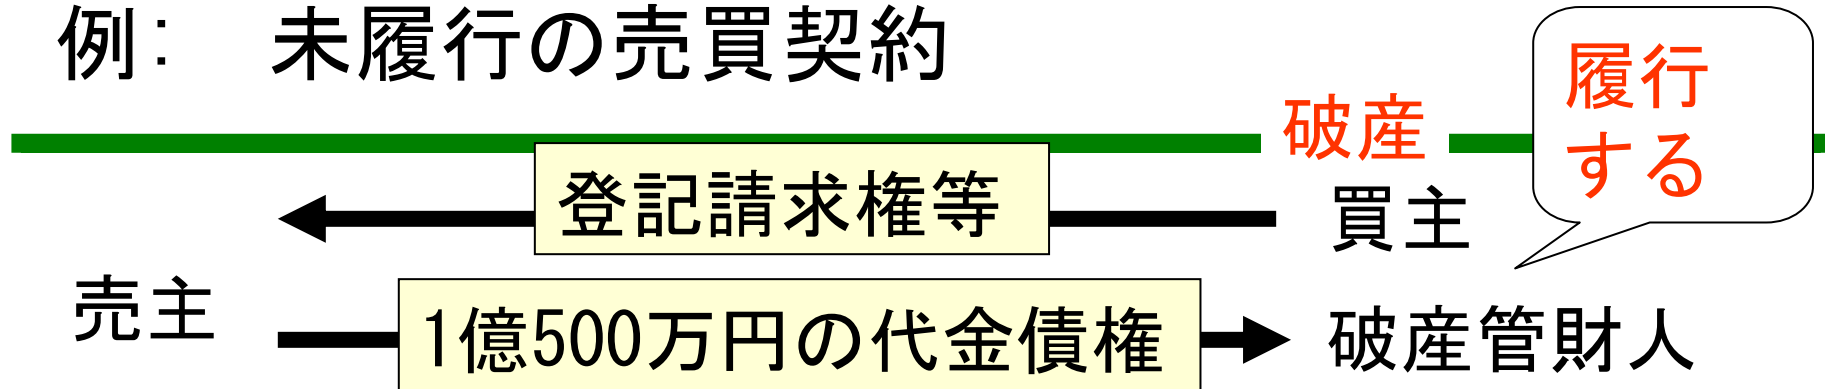 例:　未履行の売買契約
履行
する
破産
登記請求権等
買主
売主
1億500万円の代金債権
破産管財人